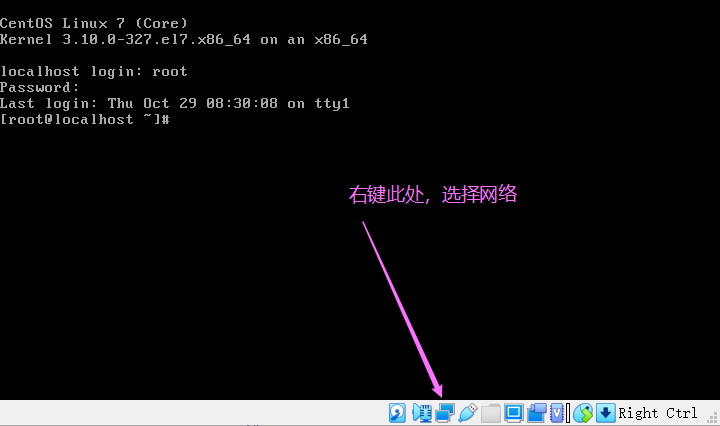 CentOS Linux 7 (Core)
Kernel 3.10.0-327.el7.x86_64 on an x86_64
localhost login: root
Password:
Last login: Thu Oct 29 08:30:08 on tty1
[root@localhost ~]#
右键此处，选择网络
Right Ctrl